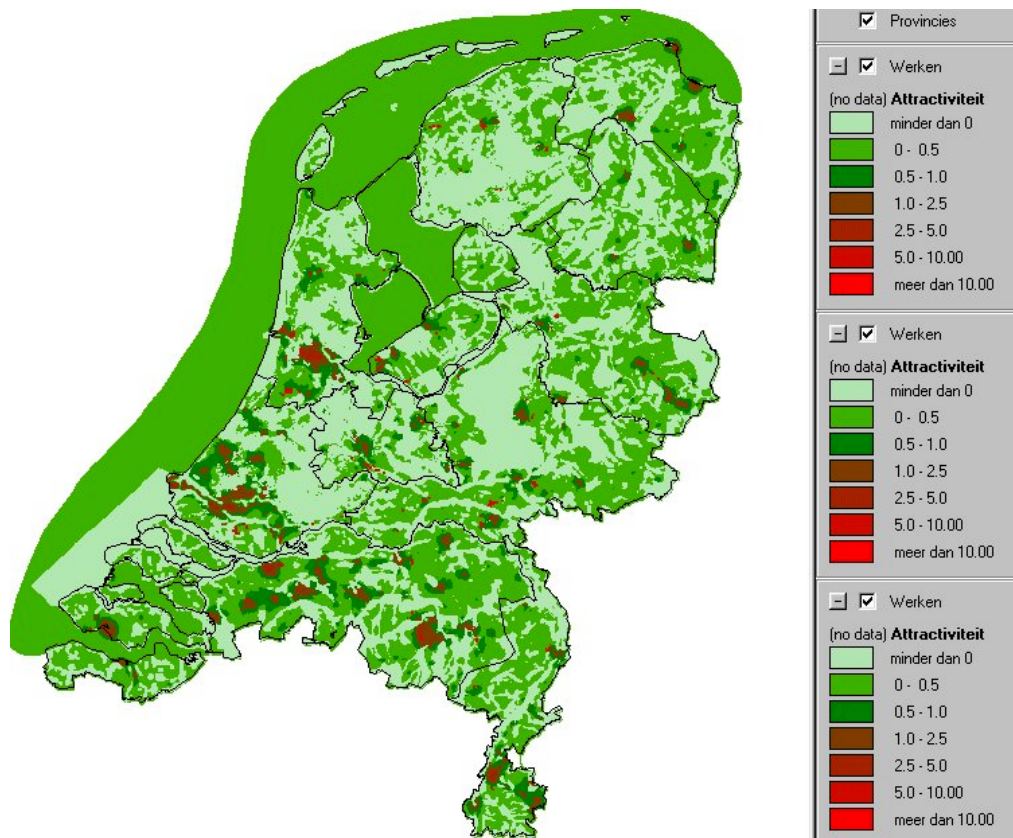 Provincies
Werken
(no data) Attractiviteit
minder dan 0
0 - 0.5
0.5 - 1.0
1.0 - 2.5
2.5 - 5.0
5.0 - 10.00
meer dan 10.00
Werken
(no data) Attractiviteit
minder dan 0
0 - 0.5
0.5 - 1.0
1.0 - 2.5
2.5 - 5.0
5.0 - 10.00
meer dan 10.00
Werken
(no data) Attractiviteit
minder dan 0
0 - 0.5
0.5 - 1.0
1.0 - 2.5
2.5 - 5.0
5.0 - 10.00
meer dan 10.00